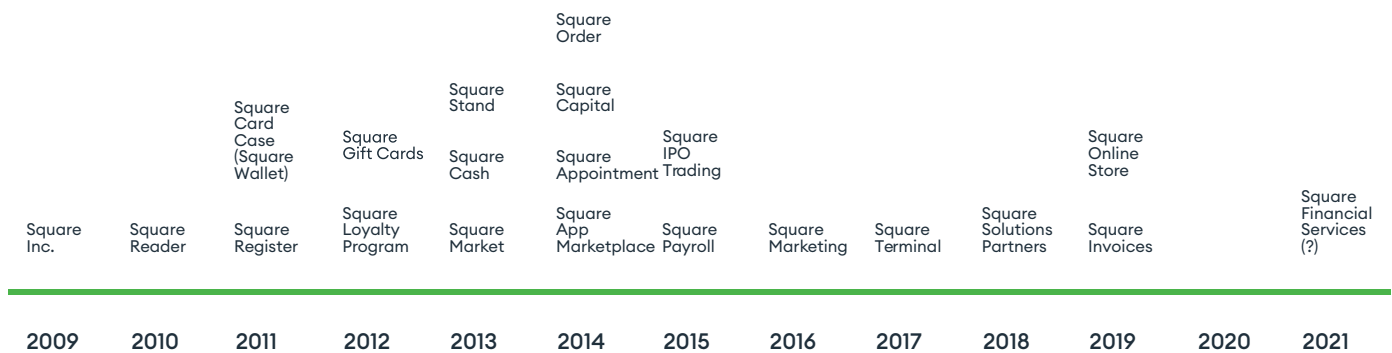 Square
Order
Square
Stand
Square
Capital
Square
Card
Case
(Square
Wallet)
Square
Gift Cards
Square
Cash
Square
Appointment
Square
IPO
Trading
Square
Online
Store
Square
Inc.
Square
Reader
Square
Register
Square
Loyalty
Program
Square
Market
Square
App
Marketplace
Square
Payroll
Square
Marketing
Square
Terminal
Square
Solutions
Partners
Square
Invoices
Square
Financial
Services
(?)
2009 2010 2011 2012 2013 2014 2015 2016 2017 2018 2019 2020 2021